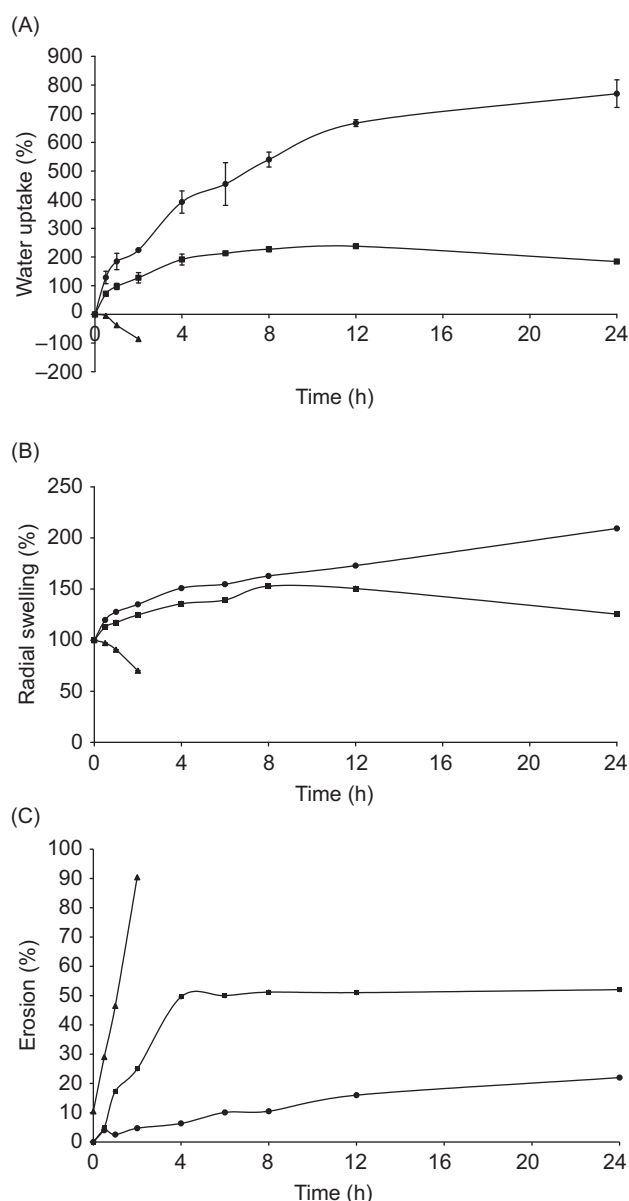 (A)
Water uptake (%)
900
800
700
600
500
400
300
200
100
0
–100
–200
0 4 8 12 16 20 24
Time (h)
(B)
Radial swelling (%)
250
200
150
100
50
0
0 4 8 12 16 20 24
Time (h)
(C)
Erosion (%)
100
90
80
70
60
50
40
30
20
10
0
0 4 8 12 16 20 24
Time (h)